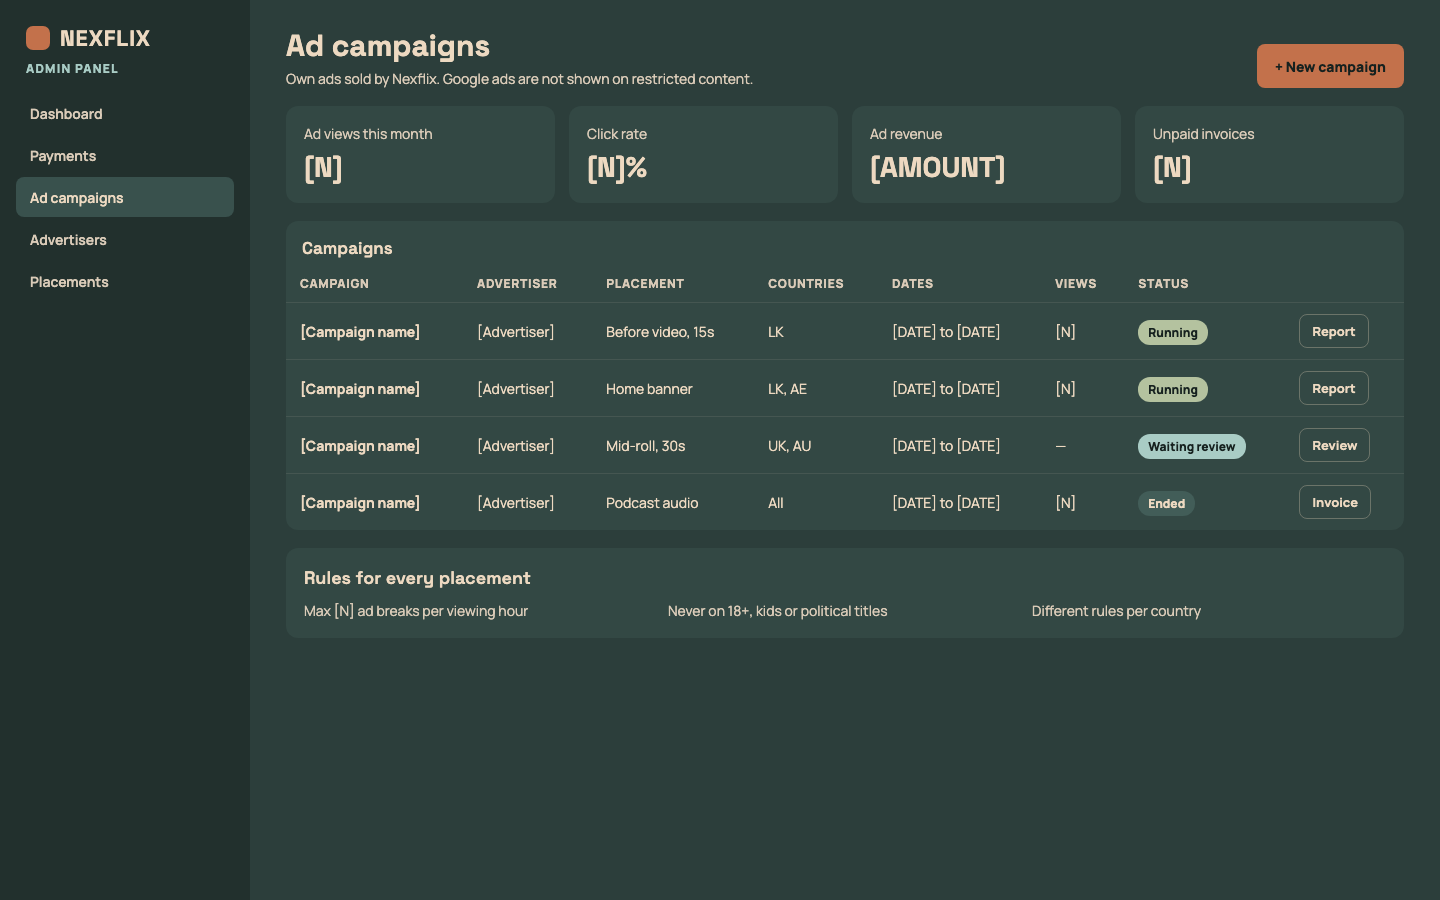 NEXFLIX
ADMIN PANEL
Dashboard
Payments
Ad campaigns
Advertisers
Placements
Ad campaigns
Own ads sold by Nexflix. Google ads are not shown on restricted content.
+ New campaign
Ad views this month
[N]
Click rate
[N]%
Ad revenue
[AMOUNT]
Unpaid invoices
[N]
Campaigns
CAMPAIGN ADVERTISER PLACEMENT COUNTRIES DATES VIEWS STATUS
[Campaign name] [Advertiser] Before video, 15s LK [DATE] to [DATE] [N] Running Report
[Campaign name] [Advertiser] Home banner LK, AE [DATE] to [DATE] [N] Running Report
[Campaign name] [Advertiser] Mid-roll, 30s UK, AU [DATE] to [DATE] — Waiting review Review
[Campaign name] [Advertiser] Podcast audio All [DATE] to [DATE] [N] Ended Invoice
Rules for every placement
Max [N] ad breaks per viewing hour Never on 18+, kids or political titles Different rules per country